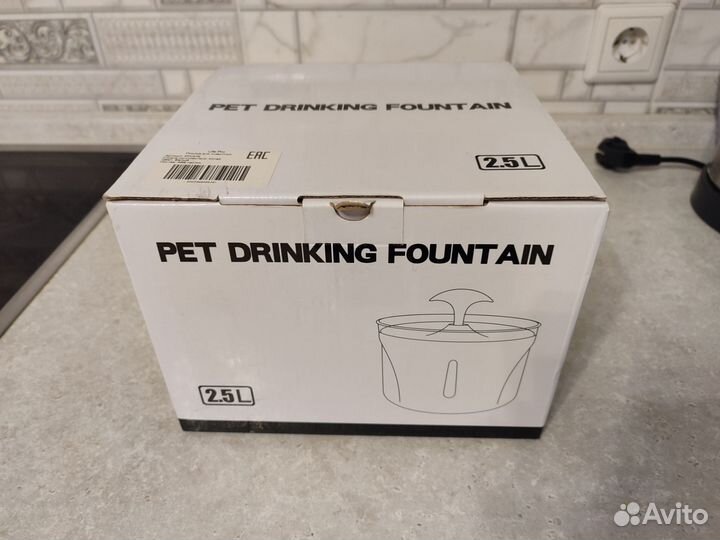 PET DRINKING FOUNTAIN
EAC
2.5L
PET DRINKING FOUNTAIN
2.5L
Avito